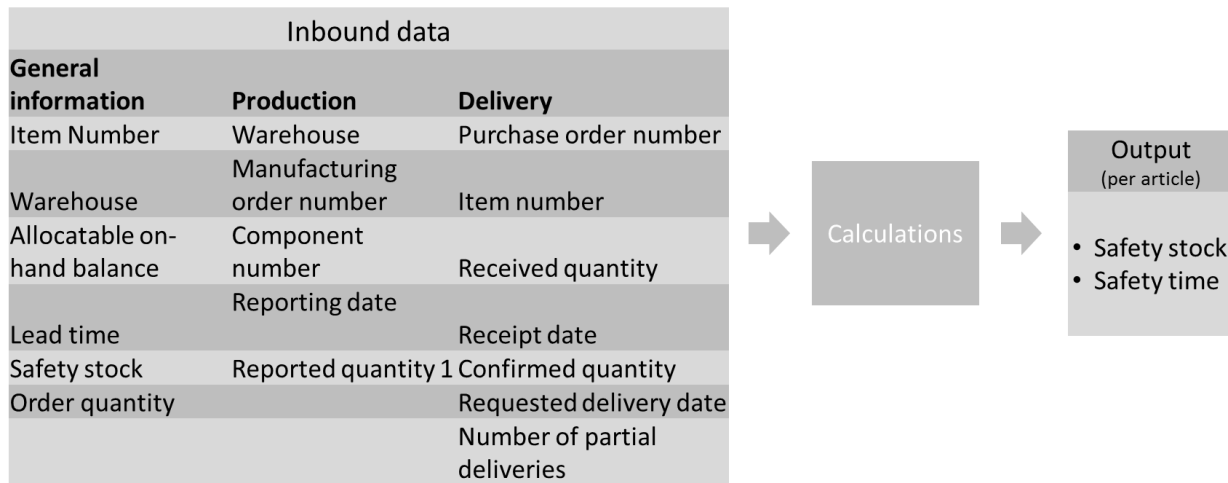 Inbound data
General
information
Production
Delivery
Item Number
Warehouse
Purchase order number
Warehouse
Manufacturing
order number
Item number
Allocatable on-
hand balance
Component
number
Received quantity
Lead time
Reporting date
Receipt date
Safety stock
Reported quantity 1
Confirmed quantity
Order quantity
Requested delivery date
Number of partial
deliveries
Calculations
Output
(per article)
• Safety stock
• Safety time